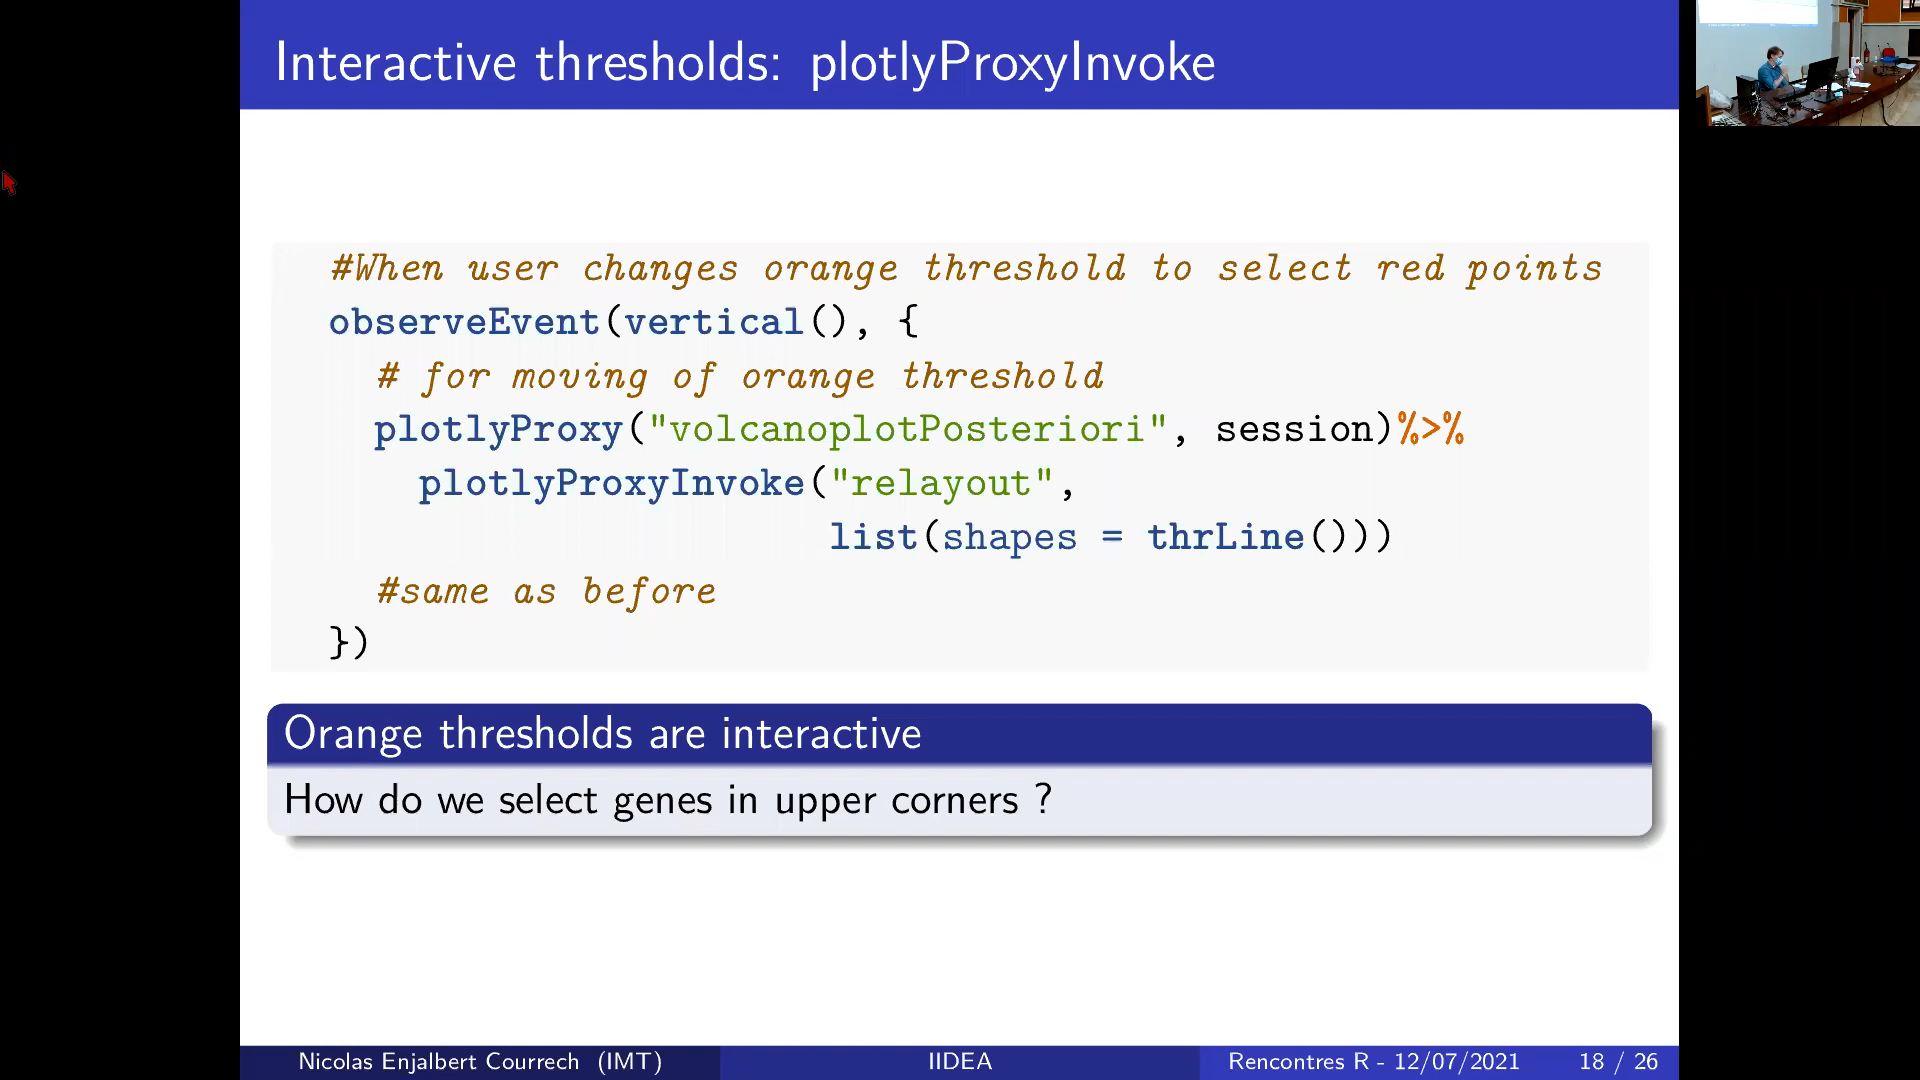 Interactive thresholds: plotlyProxyInvoke
#When user changes orange threshold to select red points
observeEvent(vertical(), {
# for moving of orange threshold
plotlyProxy("volcanoplotPosteriori", session)%>%
plotlyProxyInvoke("relayout",
list(shapes = thrLine()))
#same as before
})
Orange thresholds are interactive
How do we select genes in upper corners ?
Nicolas Enjalbert Courrech (IMT) IIDEA Rencontres R - 12/07/2021 18 / 26